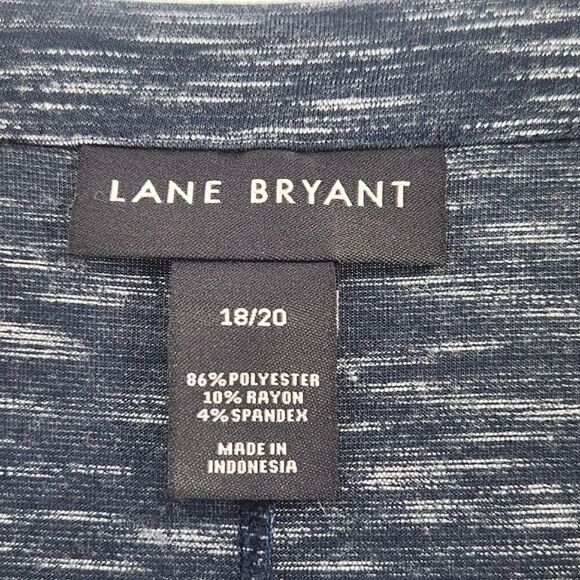 LANE BRYANT
18/20
86% POLYESTER
10% RAYON
4% SPANDEX
MADE IN
INDONESIA